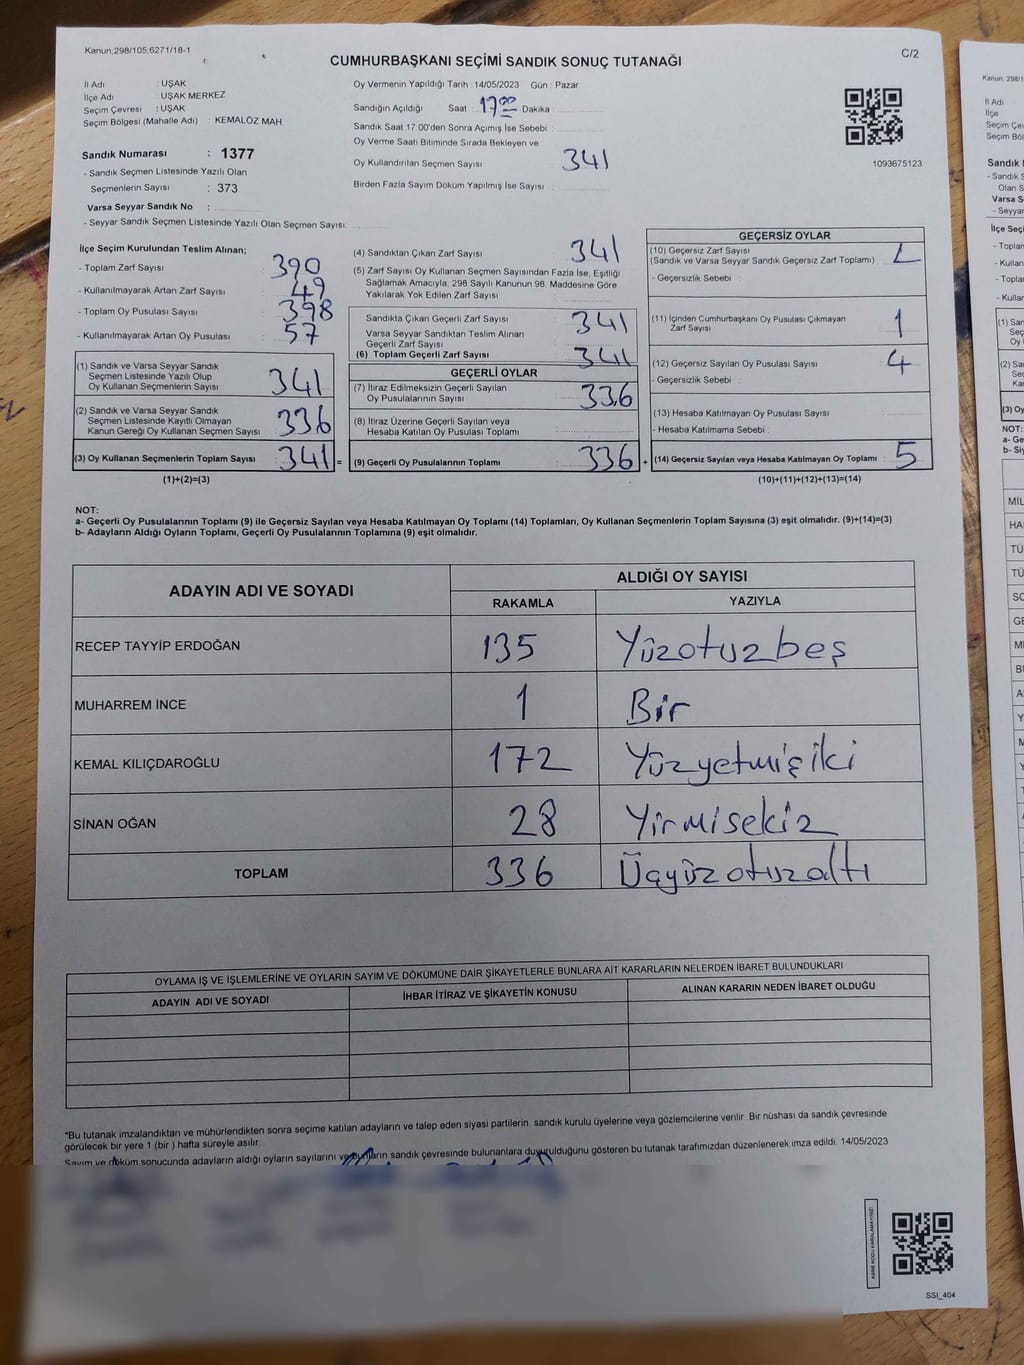 Kanun;298/105;6271/18-1
C/2
CUMHURBAŞKANI SEÇİMİ SANDIK SONUÇ TUTANAĞI
İl Adı : UŞAK
İlçe Adı : UŞAK MERKEZ
Seçim Çevresi : UŞAK
Seçim Bölgesi (Mahalle Adı) : KEMALÖZ MAH
Sandık Numarası : 1377
- Sandık Seçmen Listesinde Yazılı Olan
Seçmenlerin Sayısı : 373
Varsa Seyyar Sandık No :
- Seyyar Sandık Seçmen Listesinde Yazılı Olan Seçmen Sayısı:
Oy Vermenin Yapıldığı Tarih : 14/05/2023 Gün : Pazar
Sandığın Açıldığı Saat : 17 00 Dakika :
Sandık Saat 17:00'den Sonra Açımış İse Sebebi :
Oy Verme Saati Bitiminde Sırada Bekleyen ve
Oy Kullandırılan Seçmen Sayısı : 341
Birden Fazla Sayım Döküm Yapılmış İse Sayısı :
1093675123
İlçe Seçim Kurulundan Teslim Alınan;
- Toplam Zarf Sayısı : 390
- Kullanılmayarak Artan Zarf Sayısı : 49
- Toplam Oy Pusulası Sayısı : 398
- Kullanılmayarak Artan Oy Pusulası : 57
(1) Sandık ve Varsa Seyyar Sandık
Seçmen Listesinde Yazılı Olup
Oy Kullanan Seçmenlerin Sayısı : 341
(2) Sandık ve Varsa Seyyar Sandık
Seçmen Listesinde Kayıtlı Olmayan
Kanun Gereği Oy Kullanan Seçmen Sayısı : 336
(3) Oy Kullanan Seçmenlerin Toplam Sayısı : 341 =
(1)+(2)=(3)
(4) Sandıktan Çıkan Zarf Sayısı : 341
(5) Zarf Sayısı Oy Kullanan Seçmen Sayısından Fazla İse, Eşitliği
Sağlamak Amacıyla, 298 Sayılı Kanunun 98. Maddesine Göre
Yakılarak Yok Edilen Zarf Sayısı :
Sandıkta Çıkan Geçerli Zarf Sayısı : 341
Varsa Seyyar Sandıktan Teslim Alınan
Geçerli Zarf Sayısı :
(6) Toplam Geçerli Zarf Sayısı : 341
GEÇERLİ OYLAR
(7) İtiraz Edilmeksizin Geçerli Sayılan
Oy Pusulalarının Sayısı : 336
(8) İtiraz Üzerine Geçerli Sayılan veya
Hesaba Katılan Oy Pusulası Toplamı :
(9) Geçerli Oy Pusulalarının Toplamı : 336 +
GEÇERSİZ OYLAR
(10) Geçersiz Zarf Sayısı
(Sandık ve Varsa Seyyar Sandık Geçersiz Zarf Toplamı) :
- Geçersizlik Sebebi :
(11) İçinden Cumhurbaşkanı Oy Pusulası Çıkmayan
Zarf Sayısı : 1
(12) Geçersiz Sayılan Oy Pusulası Sayısı : 4
- Geçersizlik Sebebi :
(13) Hesaba Katılmayan Oy Pusulası Sayısı :
- Hesaba Katılmama Sebebi :
(14) Geçersiz Sayılan veya Hesaba Katılmayan Oy Toplamı : 5
(10)+(11)+(12)+(13)=(14)
NOT:
a- Geçerli Oy Pusulalarının Toplamı (9) ile Geçersiz Sayılan veya Hesaba Katılmayan Oy Toplamı (14) Toplamları, Oy Kullanan Seçmenlerin Toplam Sayısına (3) eşit olmalıdır. (9)+(14)=(3)
b- Adayların Aldığı Oyların Toplamı, Geçerli Oy Pusulalarının Toplamına (9) eşit olmalıdır.
ADAYIN ADI VE SOYADI
ALDIĞI OY SAYISI
RAKAMLA YAZIYLA
RECEP TAYYİP ERDOĞAN 135 Yüzotuzbeş
MUHARREM İNCE 1 Bir
KEMAL KILIÇDAROĞLU 172 Yüzyetmişiki
SİNAN OĞAN 28 Yirmisekiz
TOPLAM 336 Üçyüzotuzaltı
OYLAMA İŞ VE İŞLEMLERİNE VE OYLARIN SAYIM VE DÖKÜMÜNE DAİR ŞİKAYETLERLE BUNLARA AİT KARARLARIN NELERDEN İBARET BULUNDUKLARI
ADAYIN ADI VE SOYADI İHBAR İTİRAZ VE ŞİKAYETİN KONUSU ALINAN KARARIN NEDEN İBARET OLDUĞU
*Bu tutanak imzalandıktan ve mühürlendikten sonra seçime katılan adayların ve talep eden siyasi partilerin sandık kurulu üyelerine veya gözlemcilerine verilir. Bir nüshası da sandık çevresinde
görülecek bir yere 1 (bir ) hafta süreyle asılır.
Sayım ve döküm sonucunda adayların aldığı oyların sayılarını ve bunların sandık çevresinde bulunanlara duyurulduğunu gösteren bu tutanak tarafımızdan düzenlenerek imza edildi. 14/05/2023
KARE KODU KARALAMAYINIZ!
SSI_404